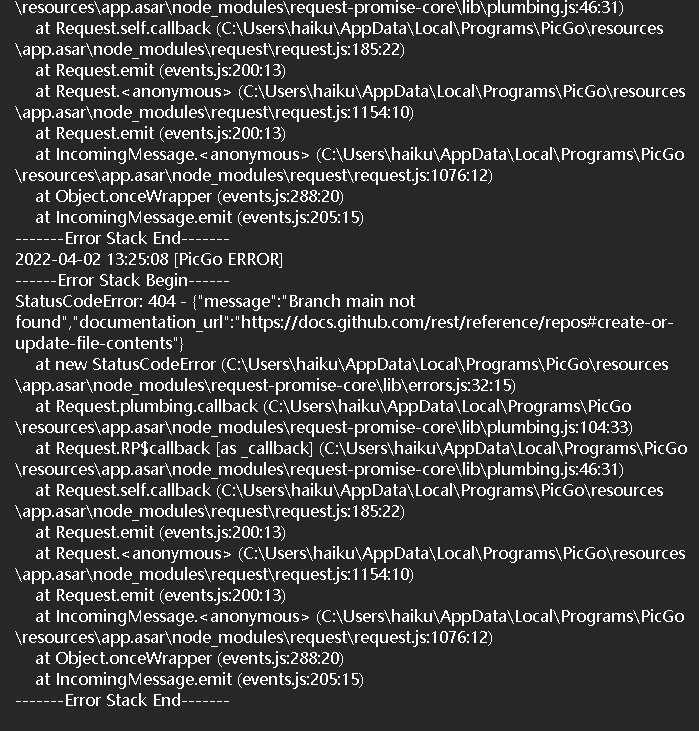 \resources\app.asar\node_modules\request-promise-core\lib\plumbing.js:46:31)
at Request.self.callback (C:\Users\haiku\AppData\Local\Programs\PicGo\resources
\app.asar\node_modules\request\request.js:185:22)
at Request.emit (events.js:200:13)
at Request.<anonymous> (C:\Users\haiku\AppData\Local\Programs\PicGo\resources
\app.asar\node_modules\request\request.js:1154:10)
at Request.emit (events.js:200:13)
at IncomingMessage.<anonymous> (C:\Users\haiku\AppData\Local\Programs\PicGo
\resources\app.asar\node_modules\request\request.js:1076:12)
at Object.onceWrapper (events.js:288:20)
at IncomingMessage.emit (events.js:205:15)
-------Error Stack End-------
2022-04-02 13:25:08 [PicGo ERROR]
------Error Stack Begin------
StatusCodeError: 404 - {"message":"Branch main not
found","documentation_url":"https://docs.github.com/rest/reference/repos#create-or-
update-file-contents"}
at new StatusCodeError (C:\Users\haiku\AppData\Local\Programs\PicGo\resources
\app.asar\node_modules\request-promise-core\lib\errors.js:32:15)
at Request.plumbing.callback (C:\Users\haiku\AppData\Local\Programs\PicGo
\resources\app.asar\node_modules\request-promise-core\lib\plumbing.js:104:33)
at Request.RP$callback [as _callback] (C:\Users\haiku\AppData\Local\Programs\PicGo
\resources\app.asar\node_modules\request-promise-core\lib\plumbing.js:46:31)
at Request.self.callback (C:\Users\haiku\AppData\Local\Programs\PicGo\resources
\app.asar\node_modules\request\request.js:185:22)
at Request.emit (events.js:200:13)
at Request.<anonymous> (C:\Users\haiku\AppData\Local\Programs\PicGo\resources
\app.asar\node_modules\request\request.js:1154:10)
at Request.emit (events.js:200:13)
at IncomingMessage.<anonymous> (C:\Users\haiku\AppData\Local\Programs\PicGo
\resources\app.asar\node_modules\request\request.js:1076:12)
at Object.onceWrapper (events.js:288:20)
at IncomingMessage.emit (events.js:205:15)
-------Error Stack End-------